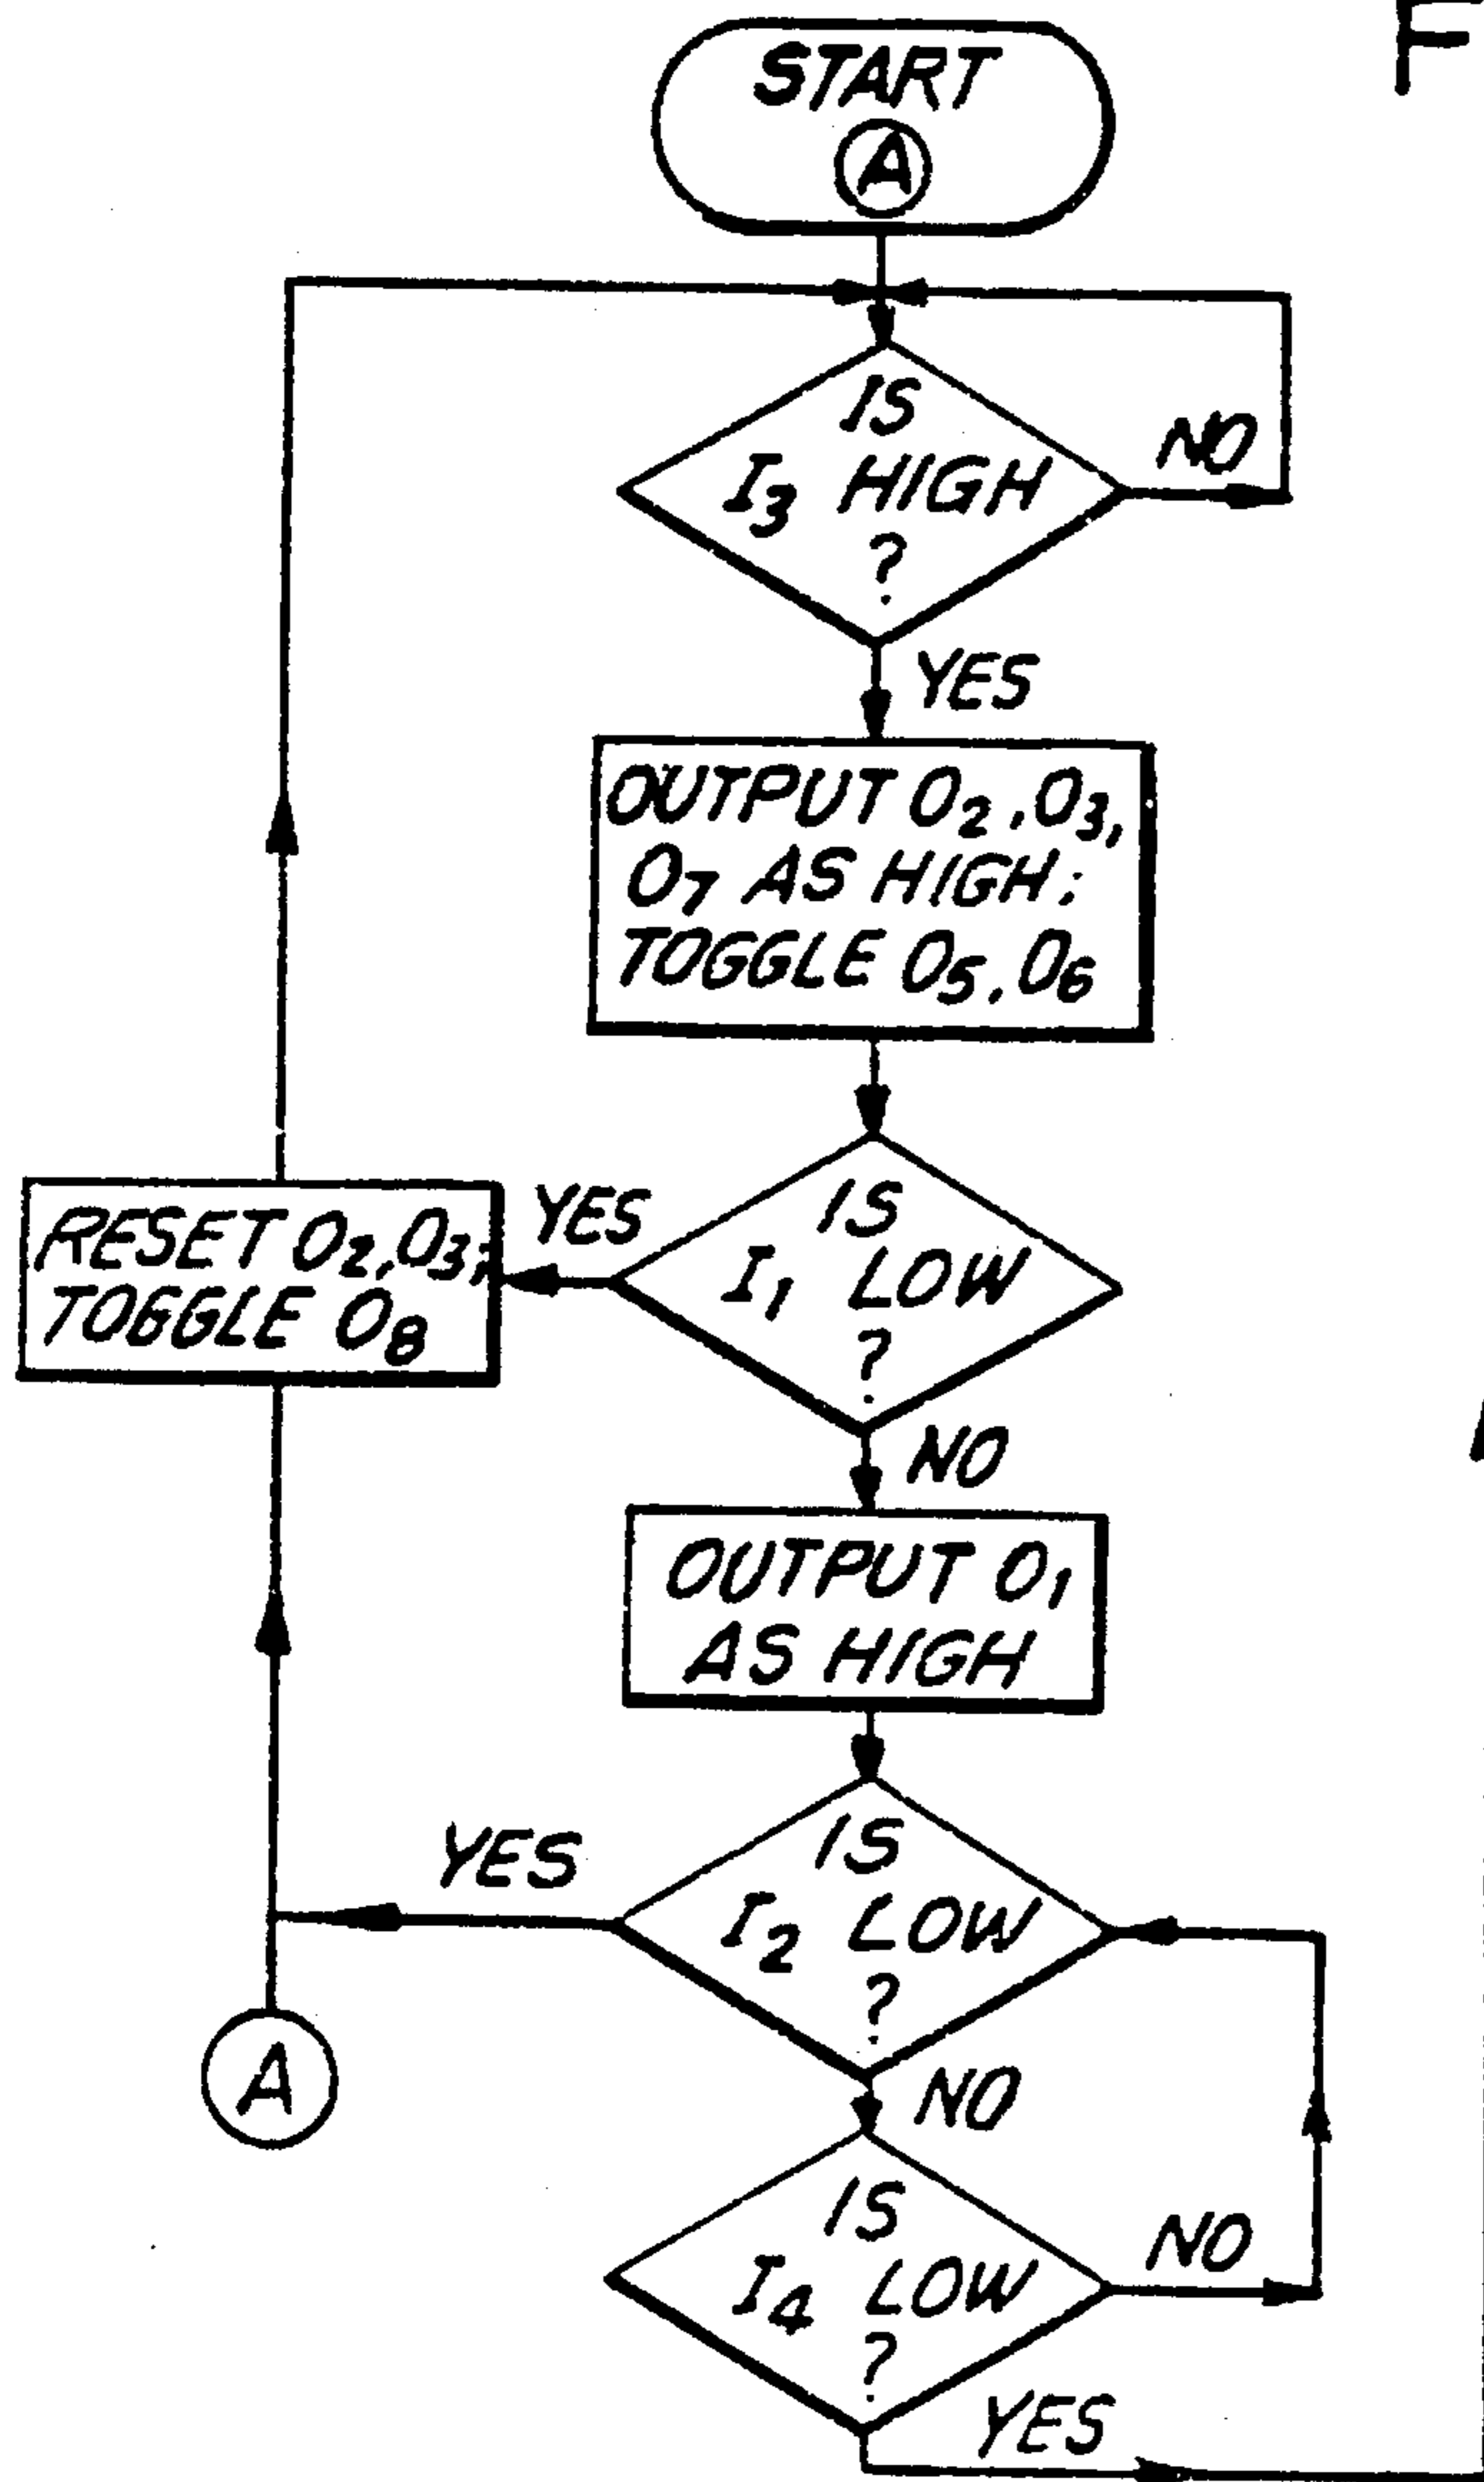 START
A
IS
I₃ HIGH
?
NO
YES
OUTPUT O₂,O₃,
O₇ AS HIGH;
TOGGLE O₅,O₆
IS
I₁ LOW
?
YES
RESET O₂,O₃;
TOGGLE O₈
NO
OUTPUT O₁
AS HIGH
IS
I₂ LOW
?
YES
A
NO
IS
I₄ LOW
?
NO
YES